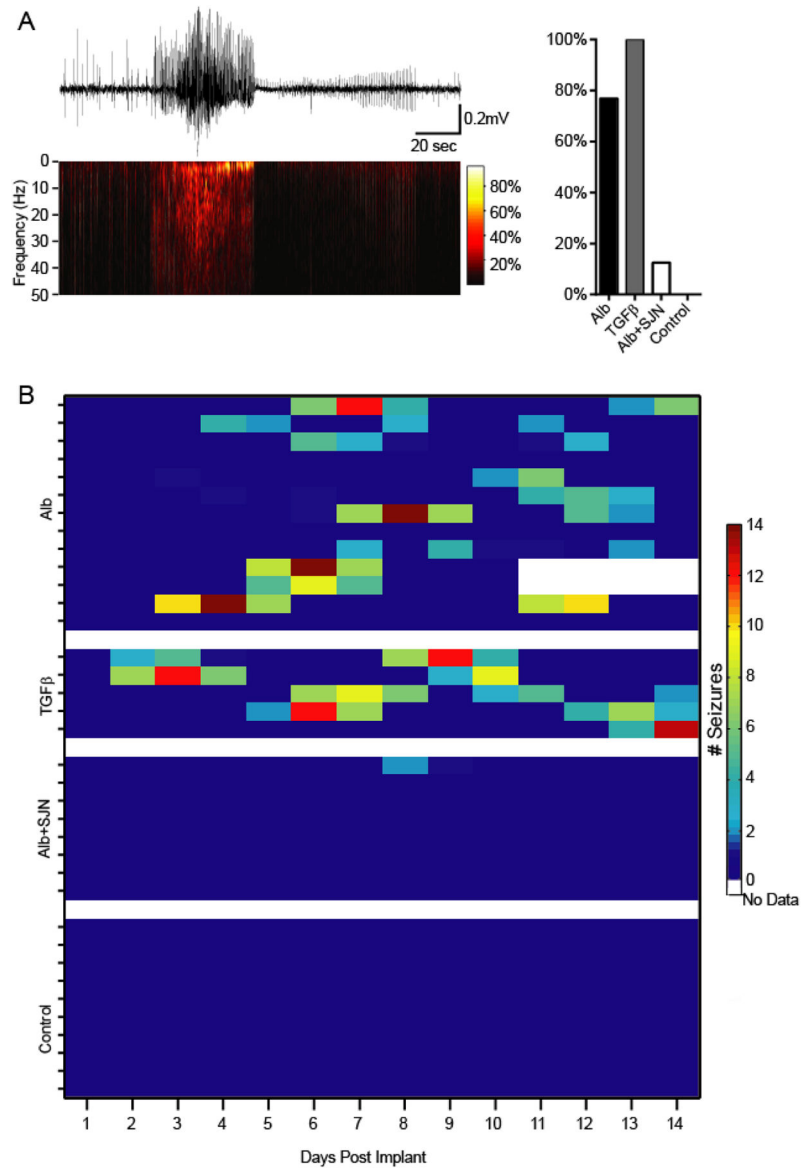 A
0.2mV
20 sec
Frequency (Hz)
0
10
20
30
40
50
80%
60%
40%
20%
100%
80%
60%
40%
20%
0%
Alb
TGFβ
Alb+SJN
Control
B
Alb
TGFβ
Alb+SJN
Control
1 2 3 4 5 6 7 8 9 10 11 12 13 14
Days Post Implant
14
12
10
8
6
4
2
0
No Data
# Seizures